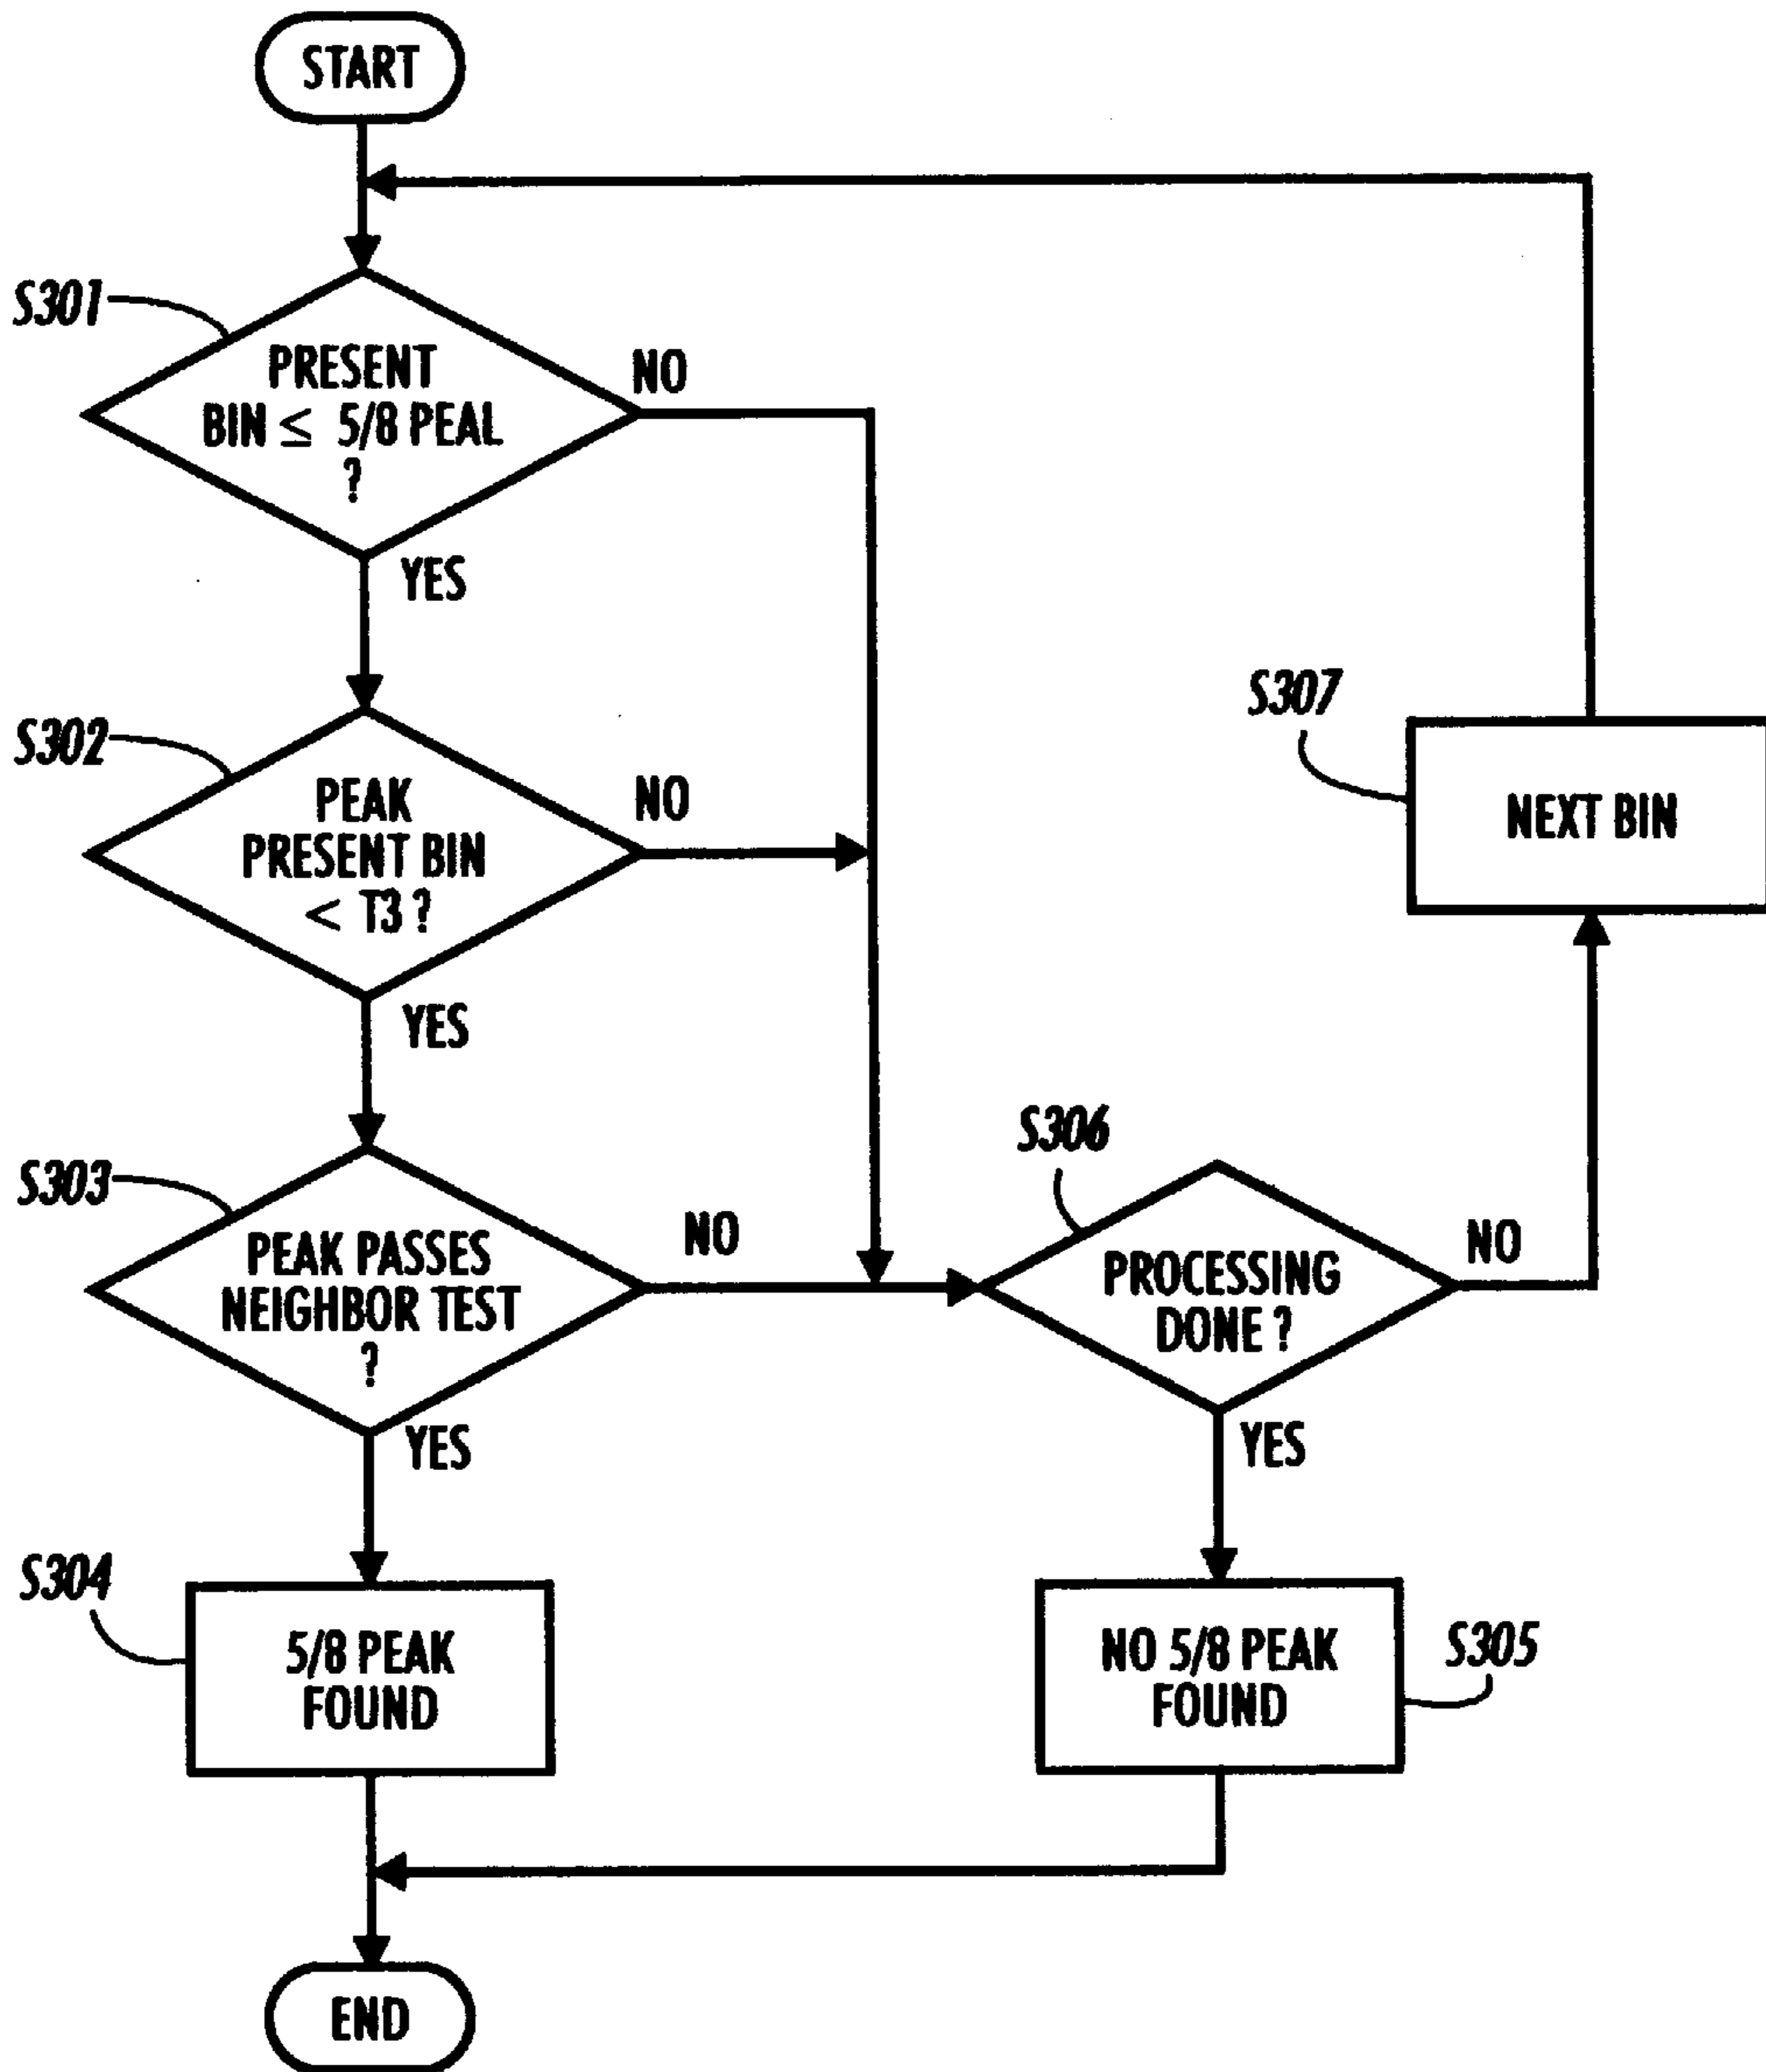 START
S301
PRESENT
BIN ≤ 5/8 PEAL
?
NO
YES
S302
PEAK
PRESENT BIN
< T3 ?
NO
YES
S307
NEXT BIN
S303
PEAK PASSES
NEIGHBOR TEST
?
NO
YES
S306
PROCESSING
DONE ?
NO
YES
S304
5/8 PEAK
FOUND
NO 5/8 PEAK
FOUND
S305
END